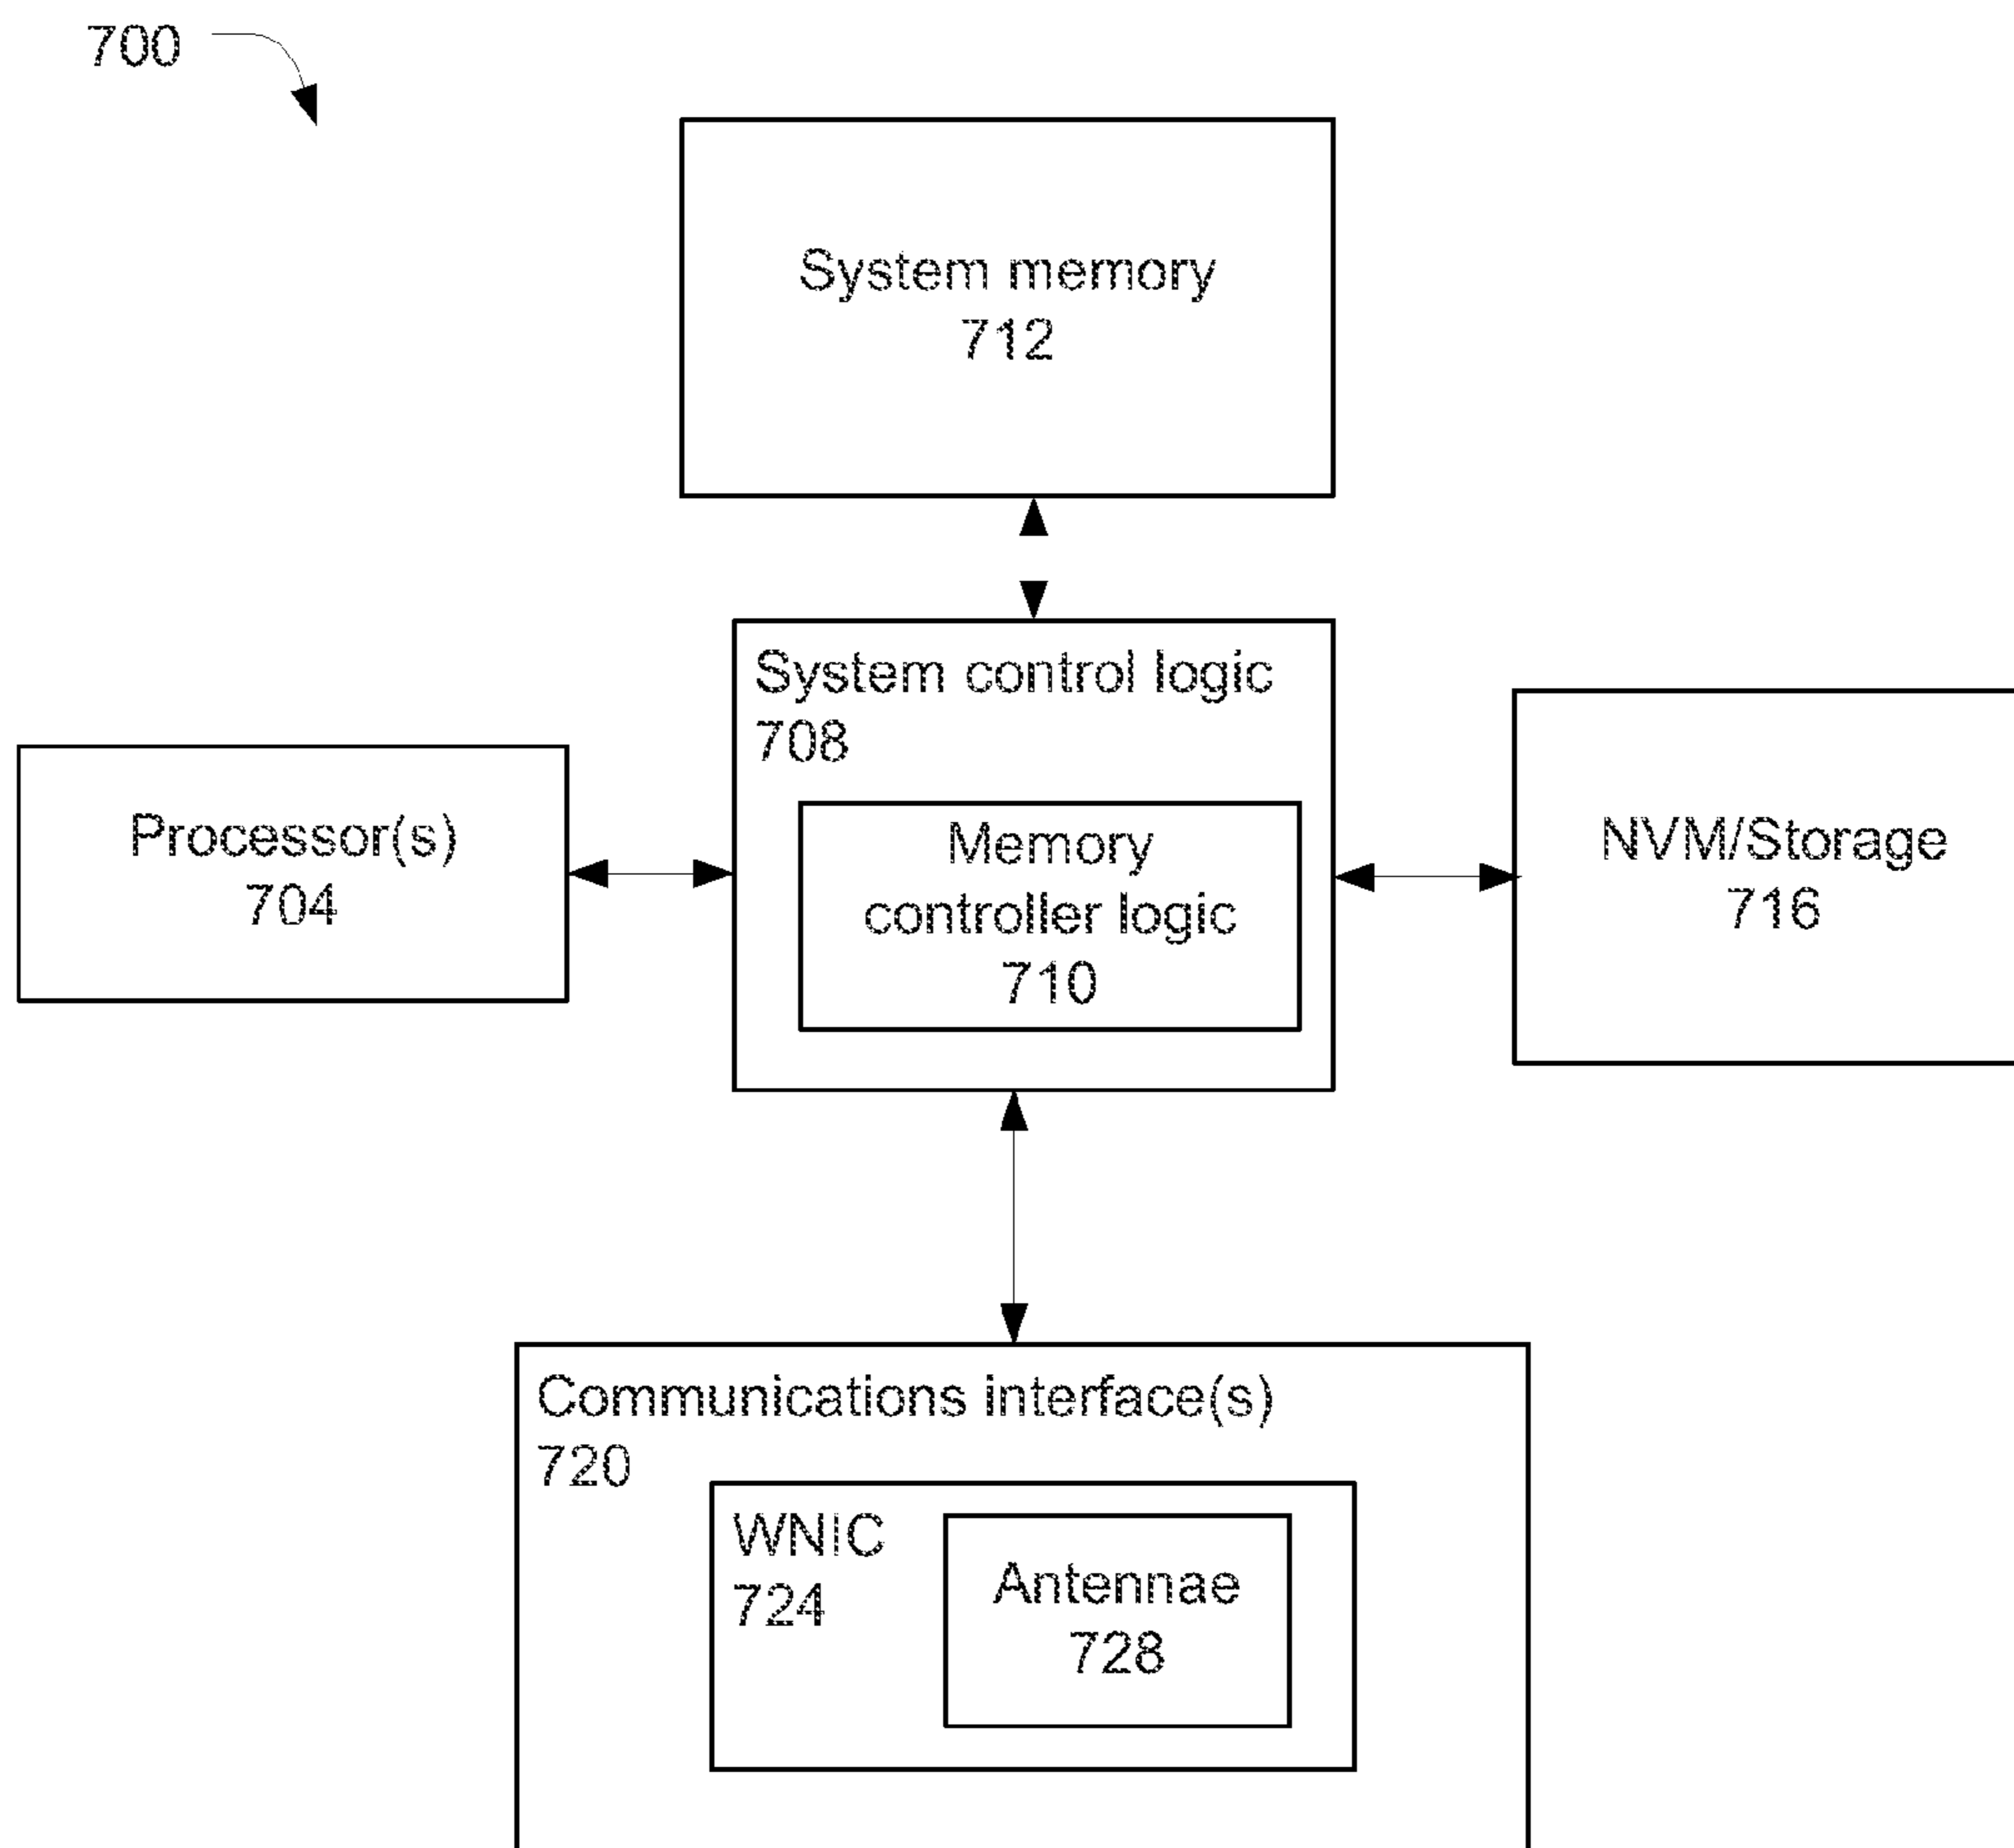 700
System memory
712
System control logic
708
Memory
controller logic
710
Processor(s)
704
NVM/Storage
716
Communications interface(s)
720
WNIC
724
Antennae
728